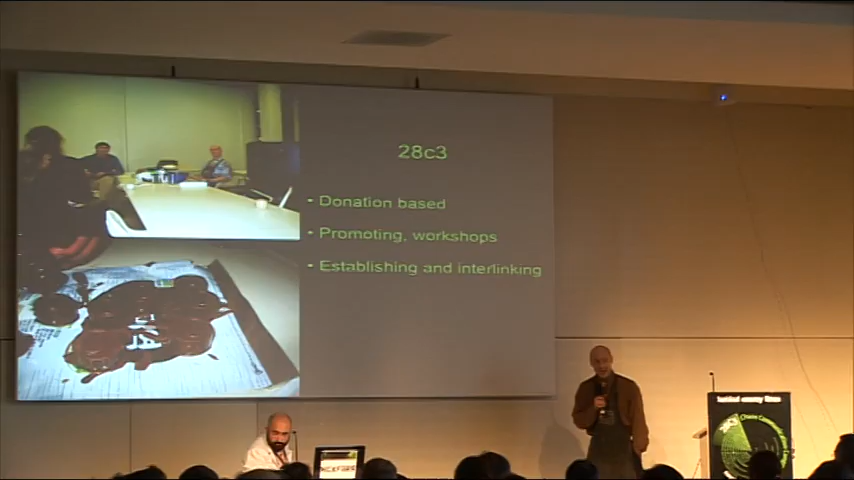 28c3
• Donation based
• Promoting, workshops
• Establishing and interlinking